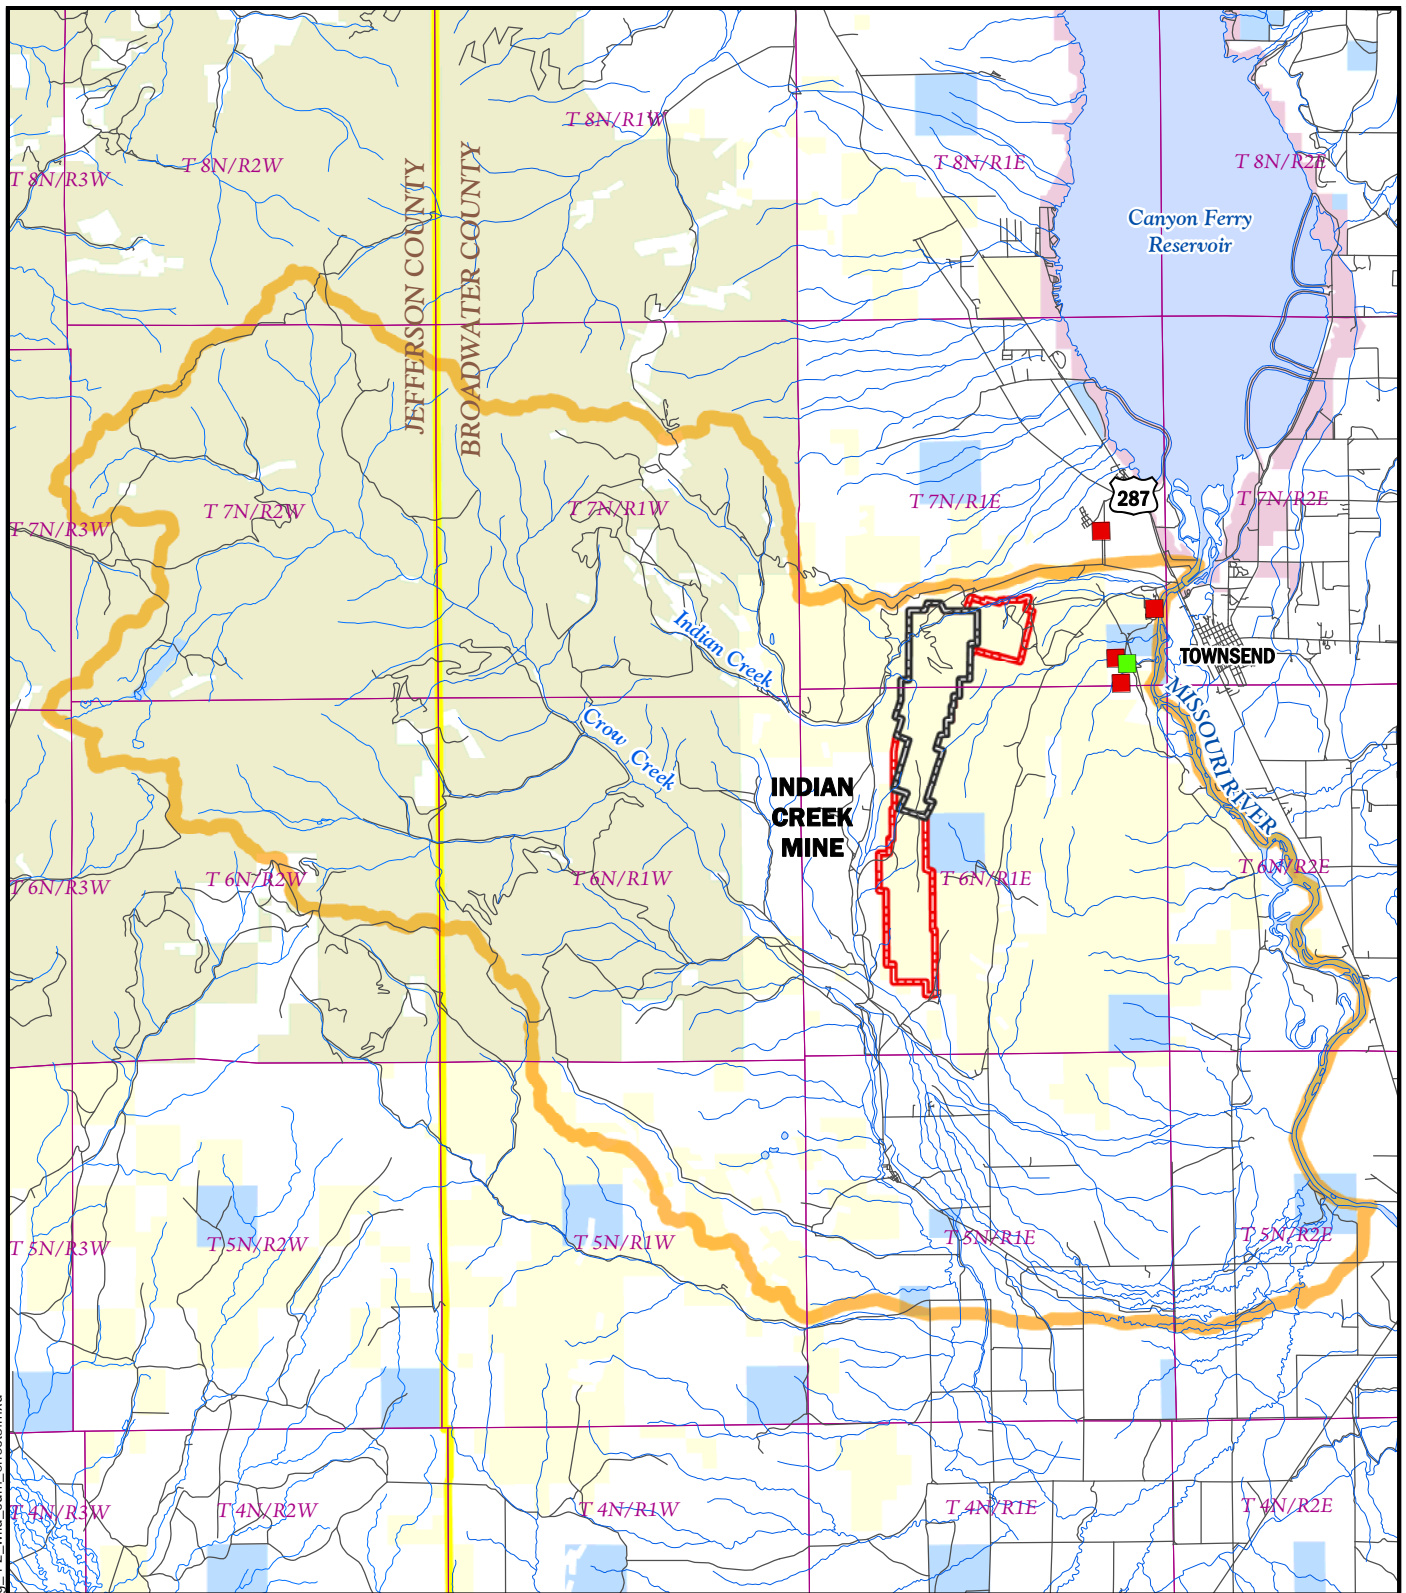 T 8N/R1W
T 8N/R3W
T 8N/R2W
T 8N/R1E
T 8N/R2E
JEFFERSON COUNTY
BROADWATER COUNTY
Canyon Ferry
Reservoir
T 7N/R3W
T 7N/R2W
T 7N/R1W
T 7N/R1E
287
T 7N/R2E
Indian Creek
TOWNSEND
Crow Creek
MISSOURI RIVER
INDIAN
CREEK
MINE
T 6N/R3W
T 6N/R2W
T 6N/R1W
T 6N/R1E
T 6N/R2E
T 5N/R3W
T 5N/R2W
T 5N/R1W
T 5N/R1E
T 5N/R2E
T 4N/R3W
T 4N/R2W
T 4N/R1W
T 4N/R1E
T 4N/R2E